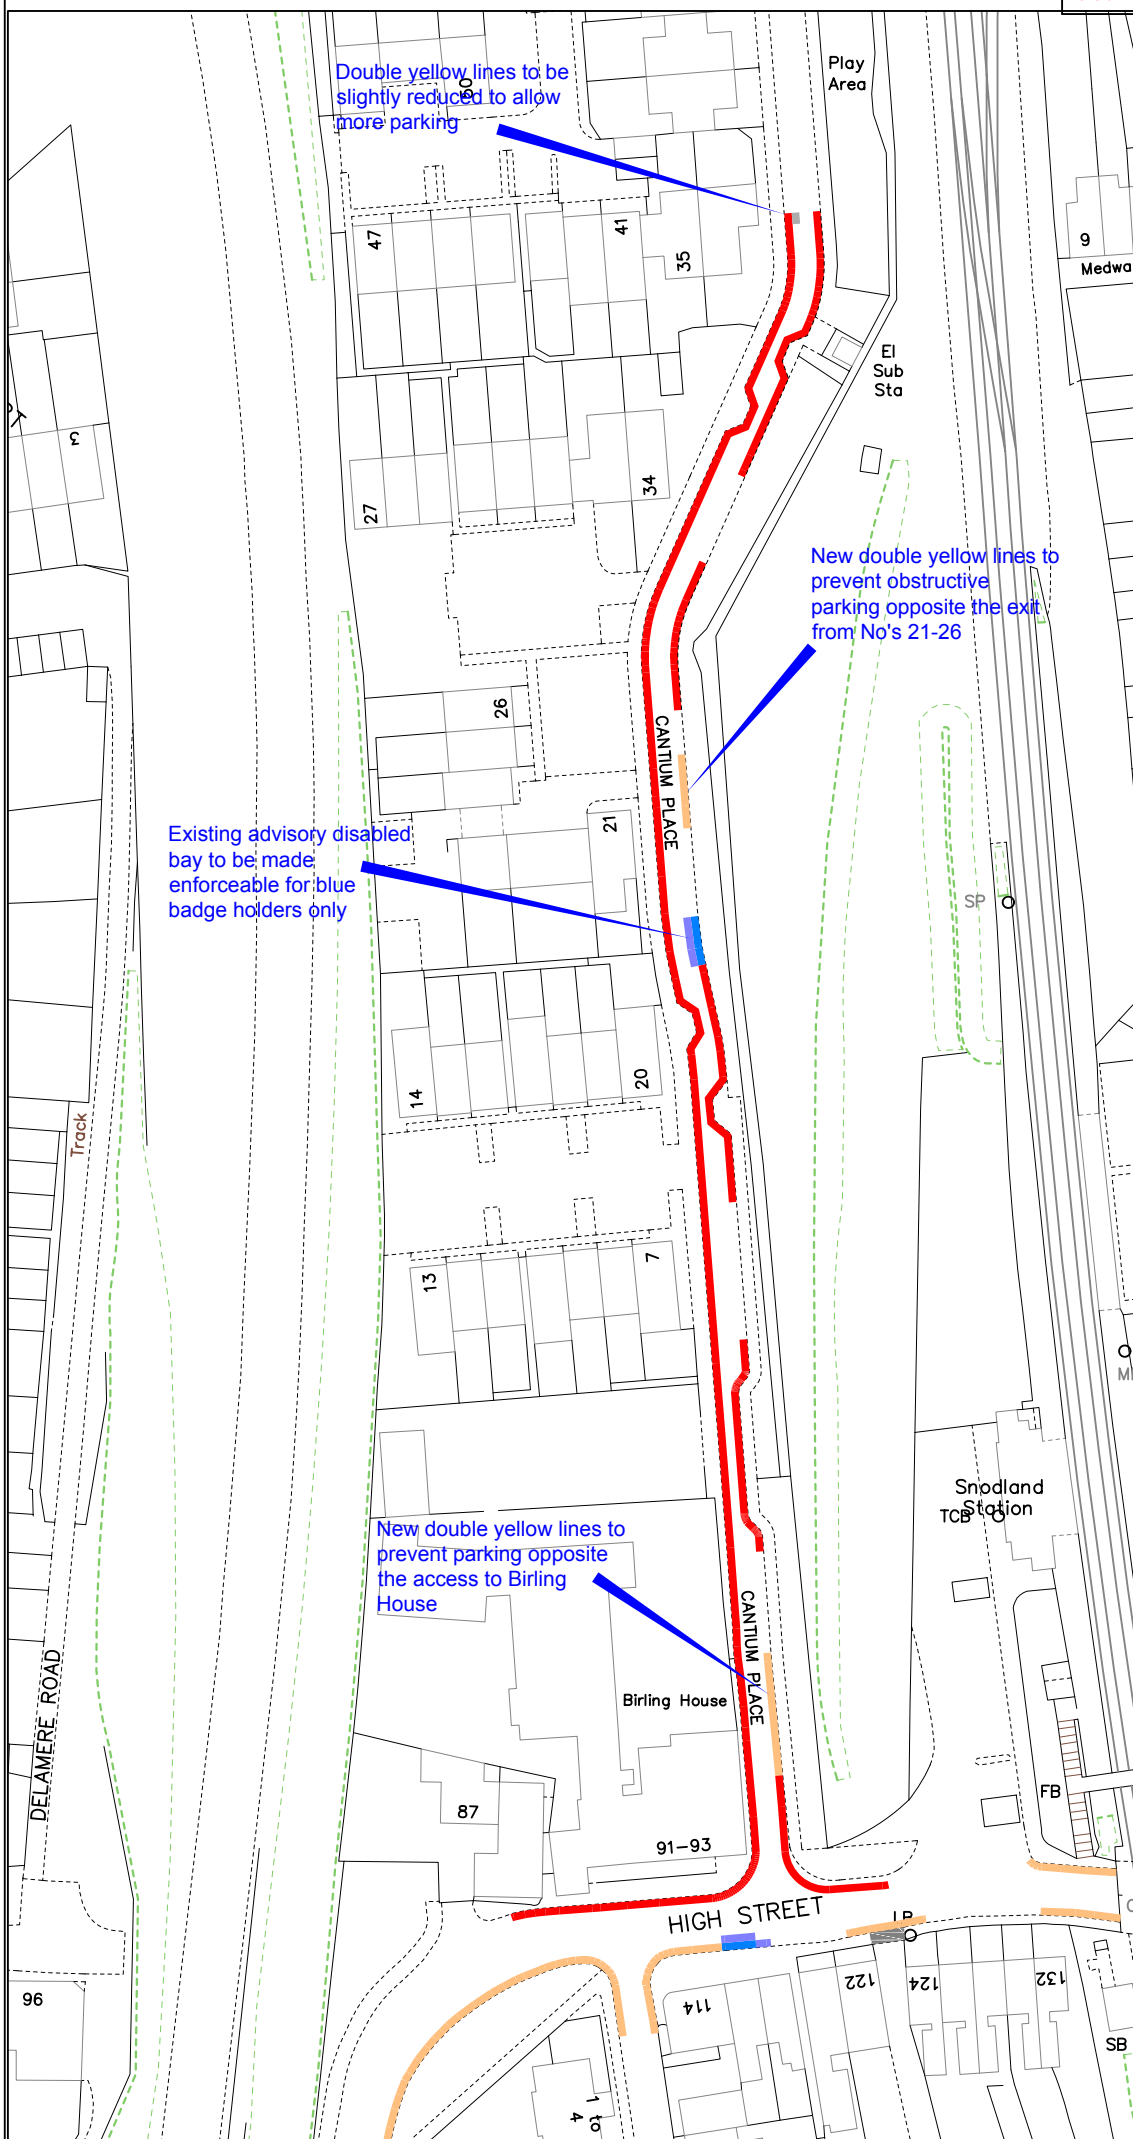 Play
Area
Double yellow lines to be
slightly reduced to allow
more parking
50
47
41
35
9
Medwa
El
Sub
Sta
3
27
34
New double yellow lines to
prevent obstructive
parking opposite the exit
from No's 21-26
26
CANTIUM PLACE
21
Existing advisory disabled
bay to be made
enforceable for blue
badge holders only
SP
14
20
Track
13
7
Snodland
Station
TCB
New double yellow lines to
prevent parking opposite
the access to Birling
House
CANTIUM PLACE
Birling House
DELAMERE ROAD
87
FB
91-93
HIGH STREET
LB
96
114
122
124
132
SB
1 to
4